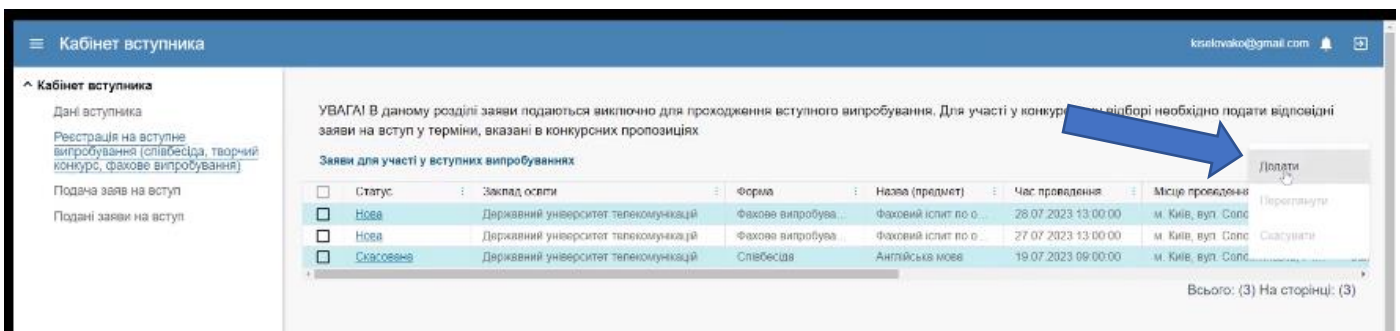 Кабінет вступника
kiselovako@gmail.com
Кабінет вступника
Дані вступника
Реєстрація на вступне
випробування (співбесіда, творчий
конкурс, фахове випробування)
Подача заяв на вступ
Подані заяви на вступ
УВАГА! В даному розділі заяви подаються виключно для проходження вступного випробування. Для участі у відборі необхідно подати відповідні
заяви на вступ у терміни, вказані в конкурсних пропозиціях
Заяви для участі у вступних випробуваннях
Додати
Переглянути
Скасувати
Статус Заклад освіти Форма Назва (предмет) Час проведення Місце проведення
Нова Державний університет телекомунікацій Фахове випробува... Фаховий іспит по о... 28.07.2023 13:00:00 м. Київ, вул. Соло
Нова Державний університет телекомунікацій Фахове випробува... Фаховий іспит по о... 27.07.2023 13:00:00 м. Київ, вул. Соло
Скасована Державний університет телекомунікацій Співбесіда Англійська мова 19.07.2023 09:00:00 м. Київ, вул. Соло
Всього: (3) На сторінці: (3)